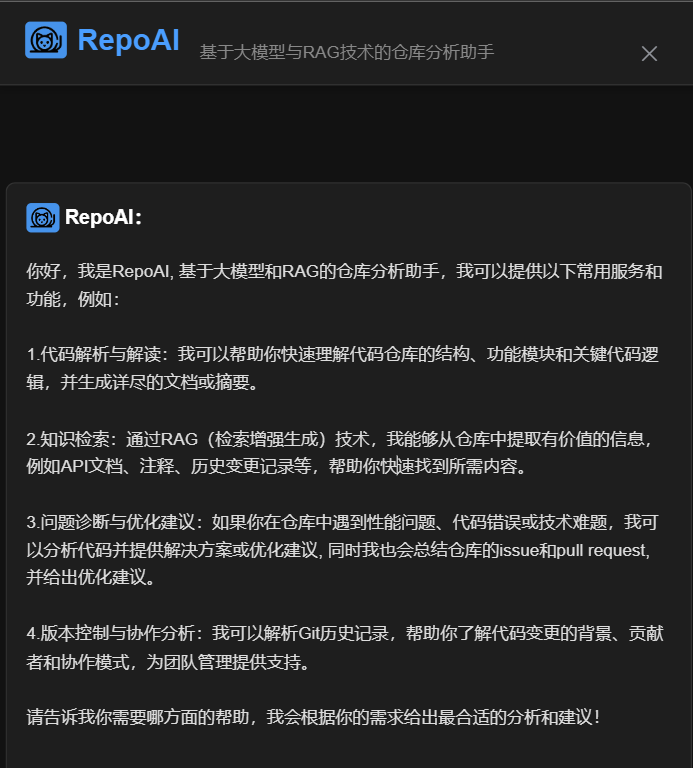 RepoAI 基于大模型与RAG技术的仓库分析助手
RepoAI：
你好，我是RepoAI, 基于大模型和RAG的仓库分析助手，我可以提供以下常用服务和
功能，例如：
1.代码解析与解读：我可以帮助你快速理解代码仓库的结构、功能模块和关键代码逻
辑，并生成详尽的文档或摘要。
2.知识检索：通过RAG（检索增强生成）技术，我能够从仓库中提取有价值的信息，
例如API文档、注释、历史变更记录等，帮助你快速找到所需内容。
3.问题诊断与优化建议：如果你在仓库中遇到性能问题、代码错误或技术难题，我可
以分析代码并提供解决方案或优化建议, 同时我也会总结仓库的issue和pull request,
并给出优化建议。
4.版本控制与协作分析：我可以解析Git历史记录，帮助你了解代码变更的背景、贡献
者和协作模式，为团队管理提供支持。
请告诉我你需要哪方面的帮助，我会根据你的需求给出最合适的分析和建议！